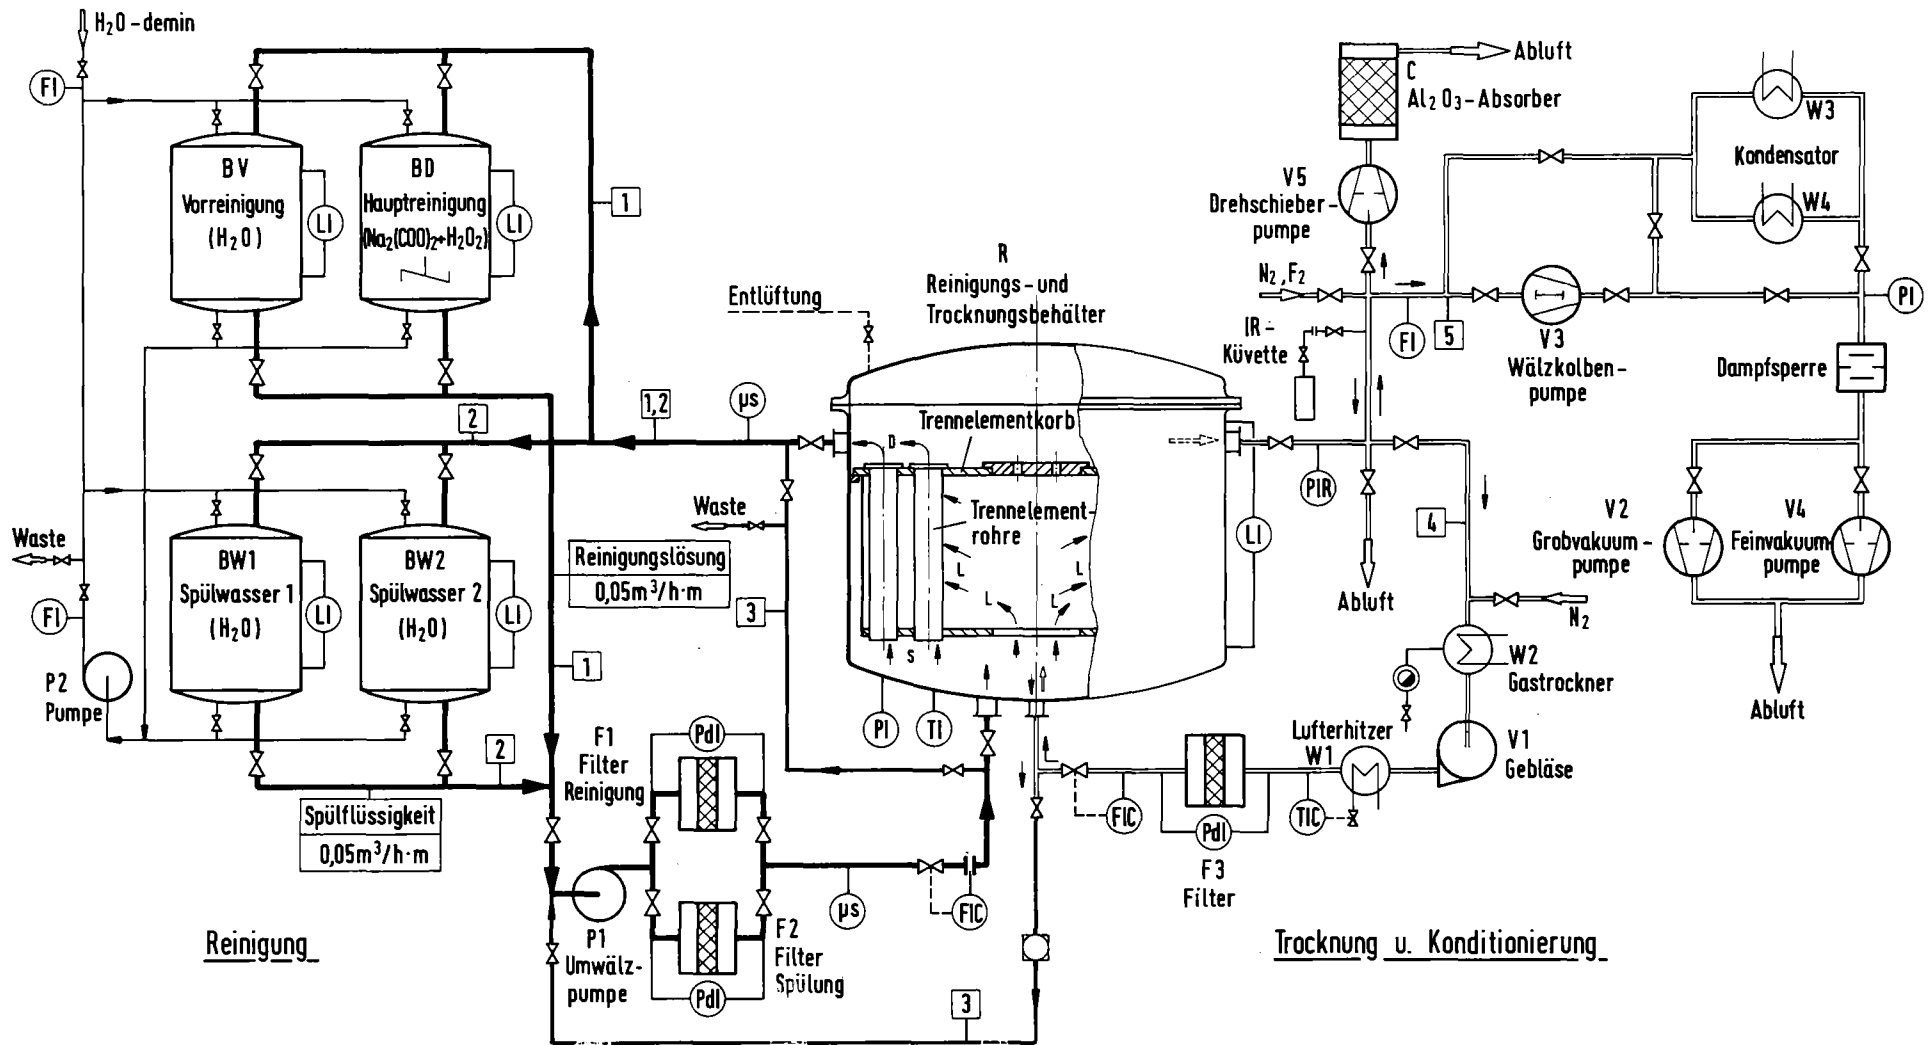 H₂O-demin
FI
BV
Vorreinigung
(H₂O)
LI
BD
Hauptreinigung
(Na₂(COO)₂+H₂O₂)
LI
1
2
1,2
µs
Waste
FI
P2
Pumpe
BW1
Spülwasser 1
(H₂O)
LI
BW2
Spülwasser 2
(H₂O)
LI
Waste
Reinigungslösung
0,05m³/h·m
3
1
2
Spülflüssigkeit
0,05m³/h·m
F1
Filter
Reinigung
PdI
P1
Umwälz-
pumpe
F2
Filter
Spülung
PdI
µs
FIC
3
Reinigung
Entlüftung
R
Reinigungs- und
Trocknungsbehälter
Trennelementkorb
D
Trennelement-
rohre
L
L
L
L
L
S
PI
TI
LI
C
Al₂O₃-Absorber
Abluft
V5
Drehschieber-
pumpe
N₂,F₂
IR-
Küvette
FI
5
PIR
Abluft
W3
Kondensator
W4
V3
Wälzkolben-
pumpe
PI
Dampfsperre
V2
Grobvakuum-
pumpe
V4
Feinvakuum-
pumpe
Abluft
4
N₂
W2
Gastrockner
V1
Gebläse
Lufterhitzer
W1
TIC
FIC
PdI
F3
Filter
Trocknung u. Konditionierung